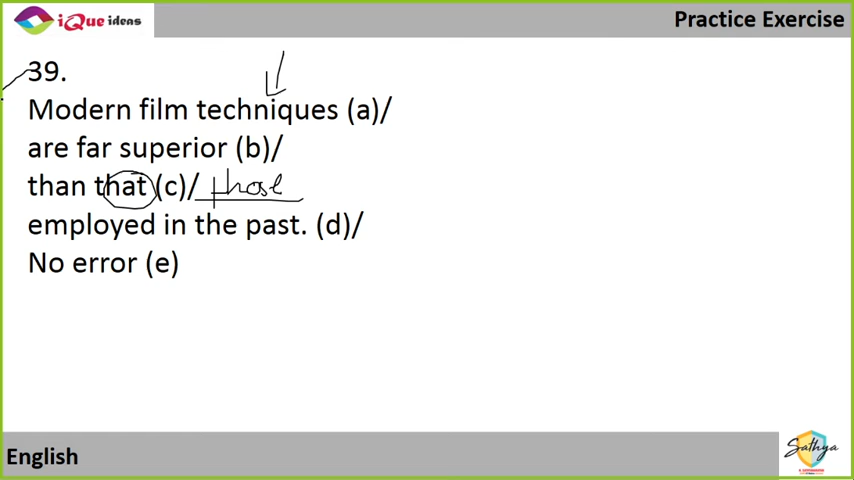 iQue ideas
Practice Exercise
39.
Modern film techniques (a)/
are far superior (b)/
than that (c)/ those
employed in the past. (d)/
No error (e)
English
Sathya